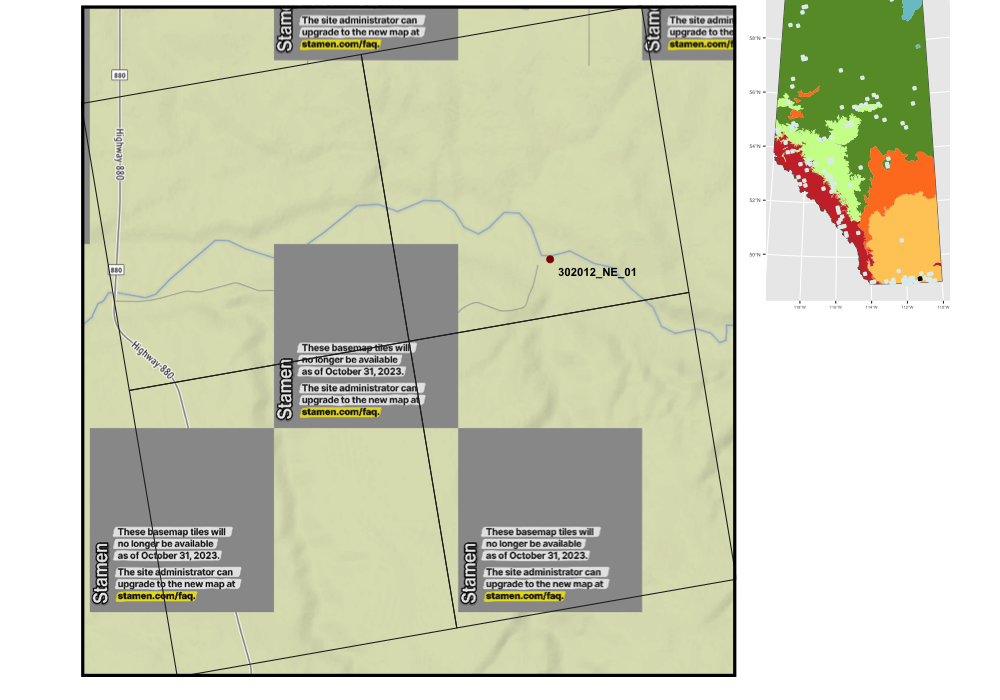 Stamen
The site administrator can
upgrade to the new map at
stamen.com/faq.
Stamen
The site admin
upgrade to the
stamen.com/f
880
Highway 880
880
302012_NE_01
Highway 880
Stamen
These basemap tiles will
no longer be available
as of October 31, 2023.
The site administrator can
upgrade to the new map at
stamen.com/faq.
Stamen
These basemap tiles will
no longer be available
as of October 31, 2023.
The site administrator can
upgrade to the new map at
stamen.com/faq.
Stamen
These basemap tiles will
no longer be available
as of October 31, 2023.
The site administrator can
upgrade to the new map at
stamen.com/faq.
58°N
56°N
54°N
52°N
50°N